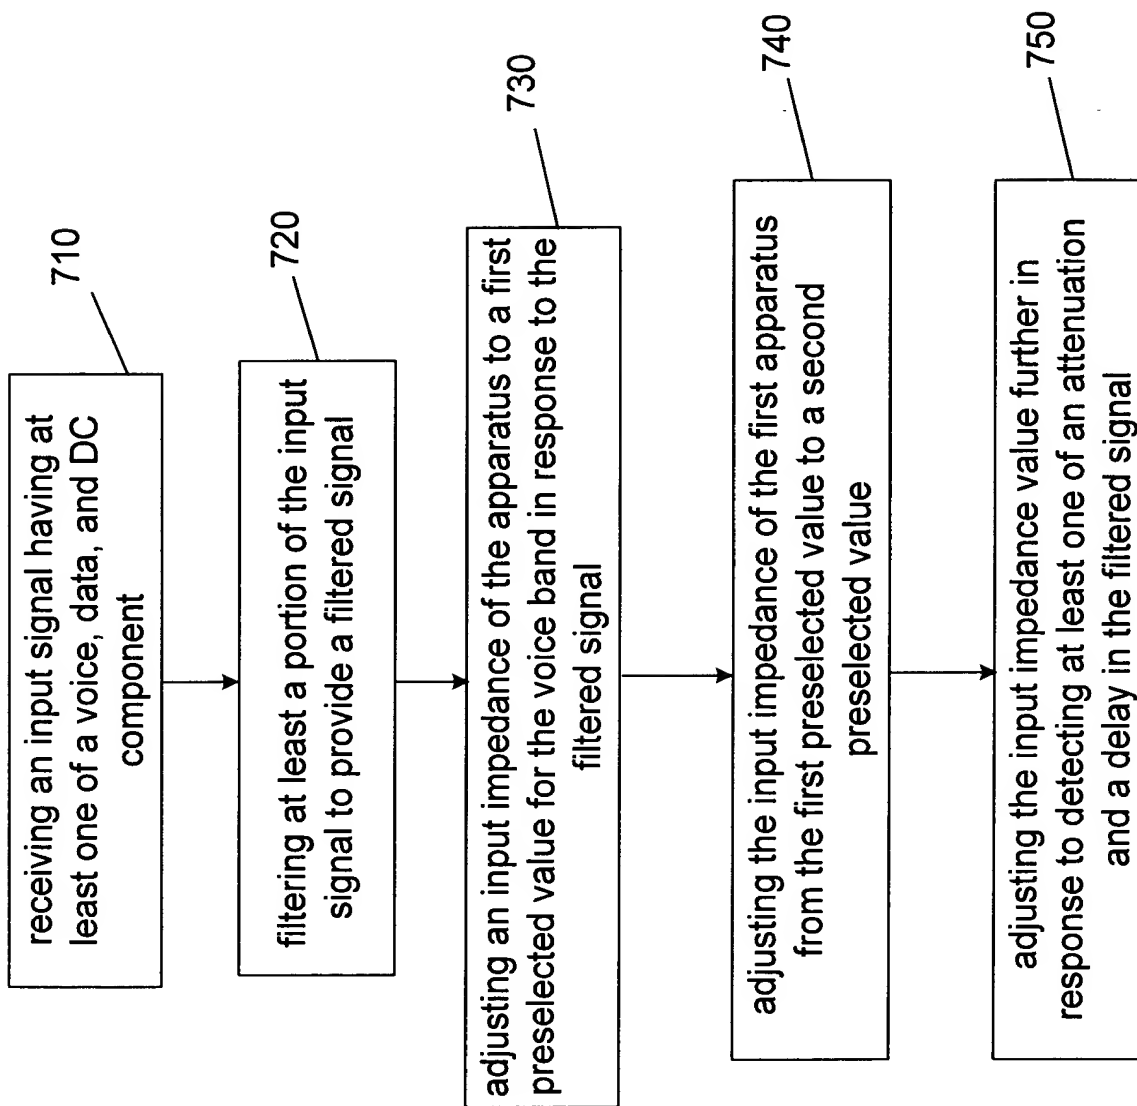 receiving an input signal having at
least one of a voice, data, and DC
component
710
filtering at least a portion of the input
signal to provide a filtered signal
720
adjusting an input impedance of the apparatus to a first
preselected value for the voice band in response to the
filtered signal
730
adjusting the input impedance of the first apparatus
from the first preselected value to a second
preselected value
740
adjusting the input impedance value further in
response to detecting at least one of an attenuation
and a delay in the filtered signal
750